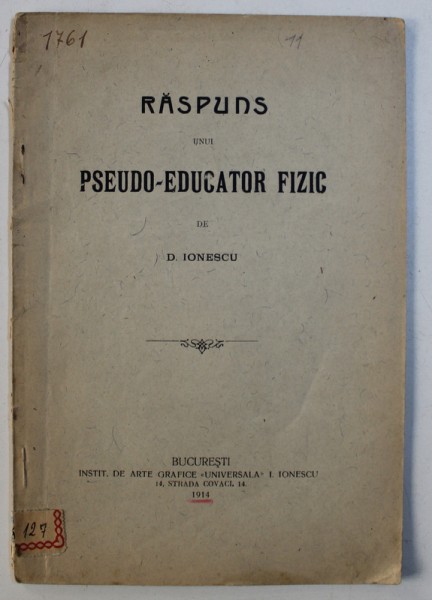 1761
11
RĂSPUNS
UNUI
PSEUDO-EDUCATOR FIZIC
DE
D. IONESCU
BUCUREȘTI
INSTIT. DE ARTE GRAFICE «UNIVERSALA» I. IONESCU
14, STRADA COVACI, 14.
1914
127